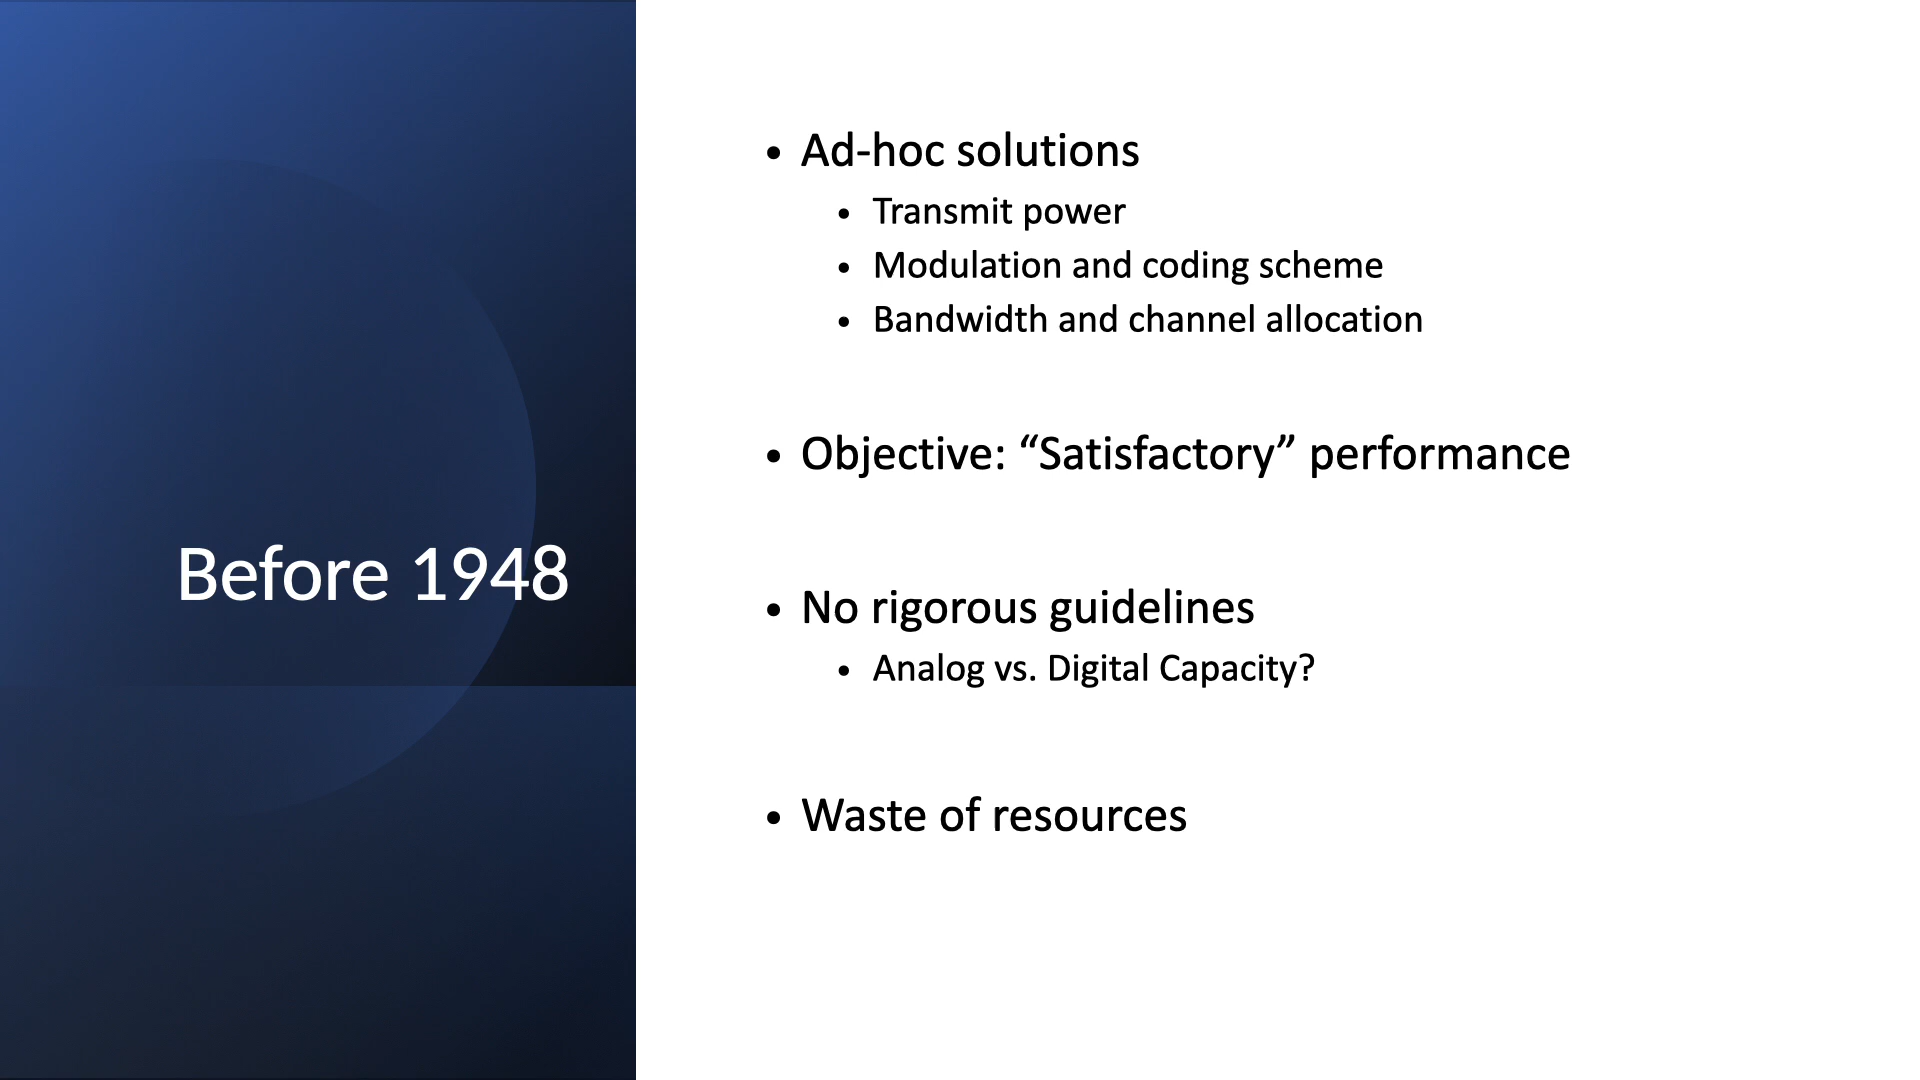 Before 1948
• Ad-hoc solutions
• Transmit power
• Modulation and coding scheme
• Bandwidth and channel allocation
• Objective: “Satisfactory” performance
• No rigorous guidelines
• Analog vs. Digital Capacity?
• Waste of resources